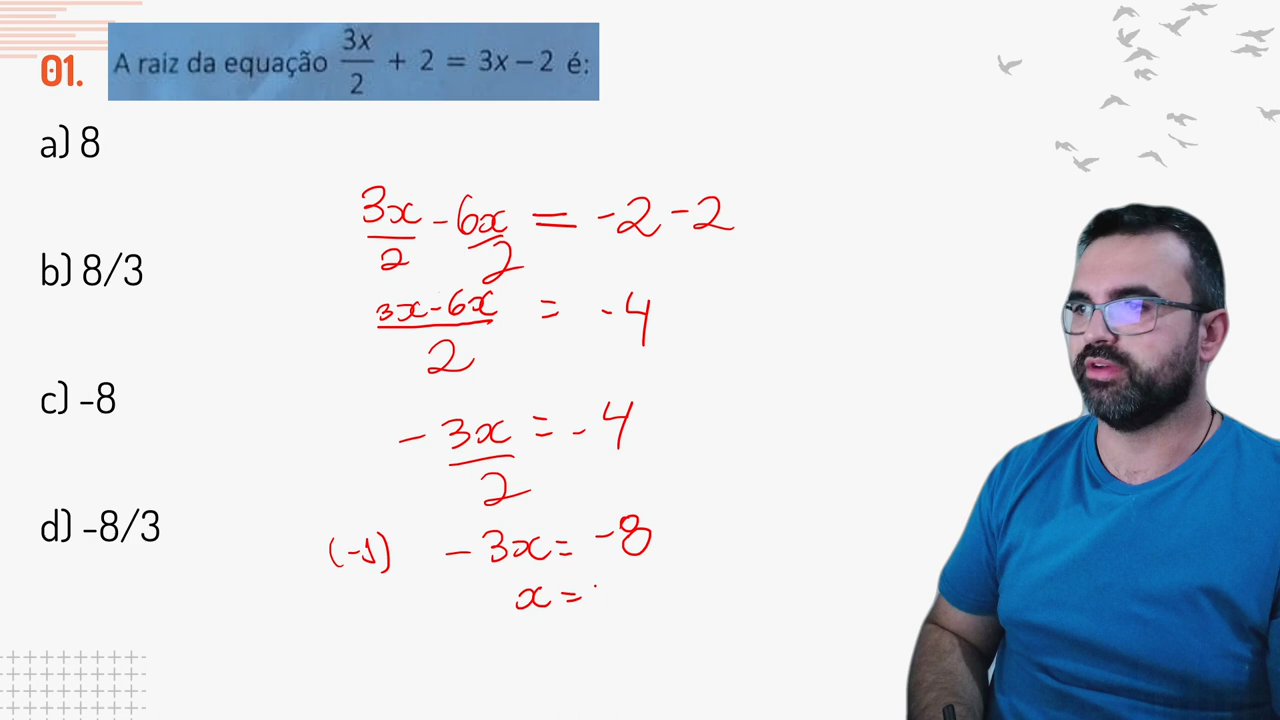 01. A raiz da equação 3x/2 + 2 = 3x – 2 é:
a) 8
b) 8/3
c) -8
d) -8/3
3x/2 - 6x/2 = -2 -2
3x-6x/2 = -4
- 3x/2 = -4
(-1) - 3x = -8
x =